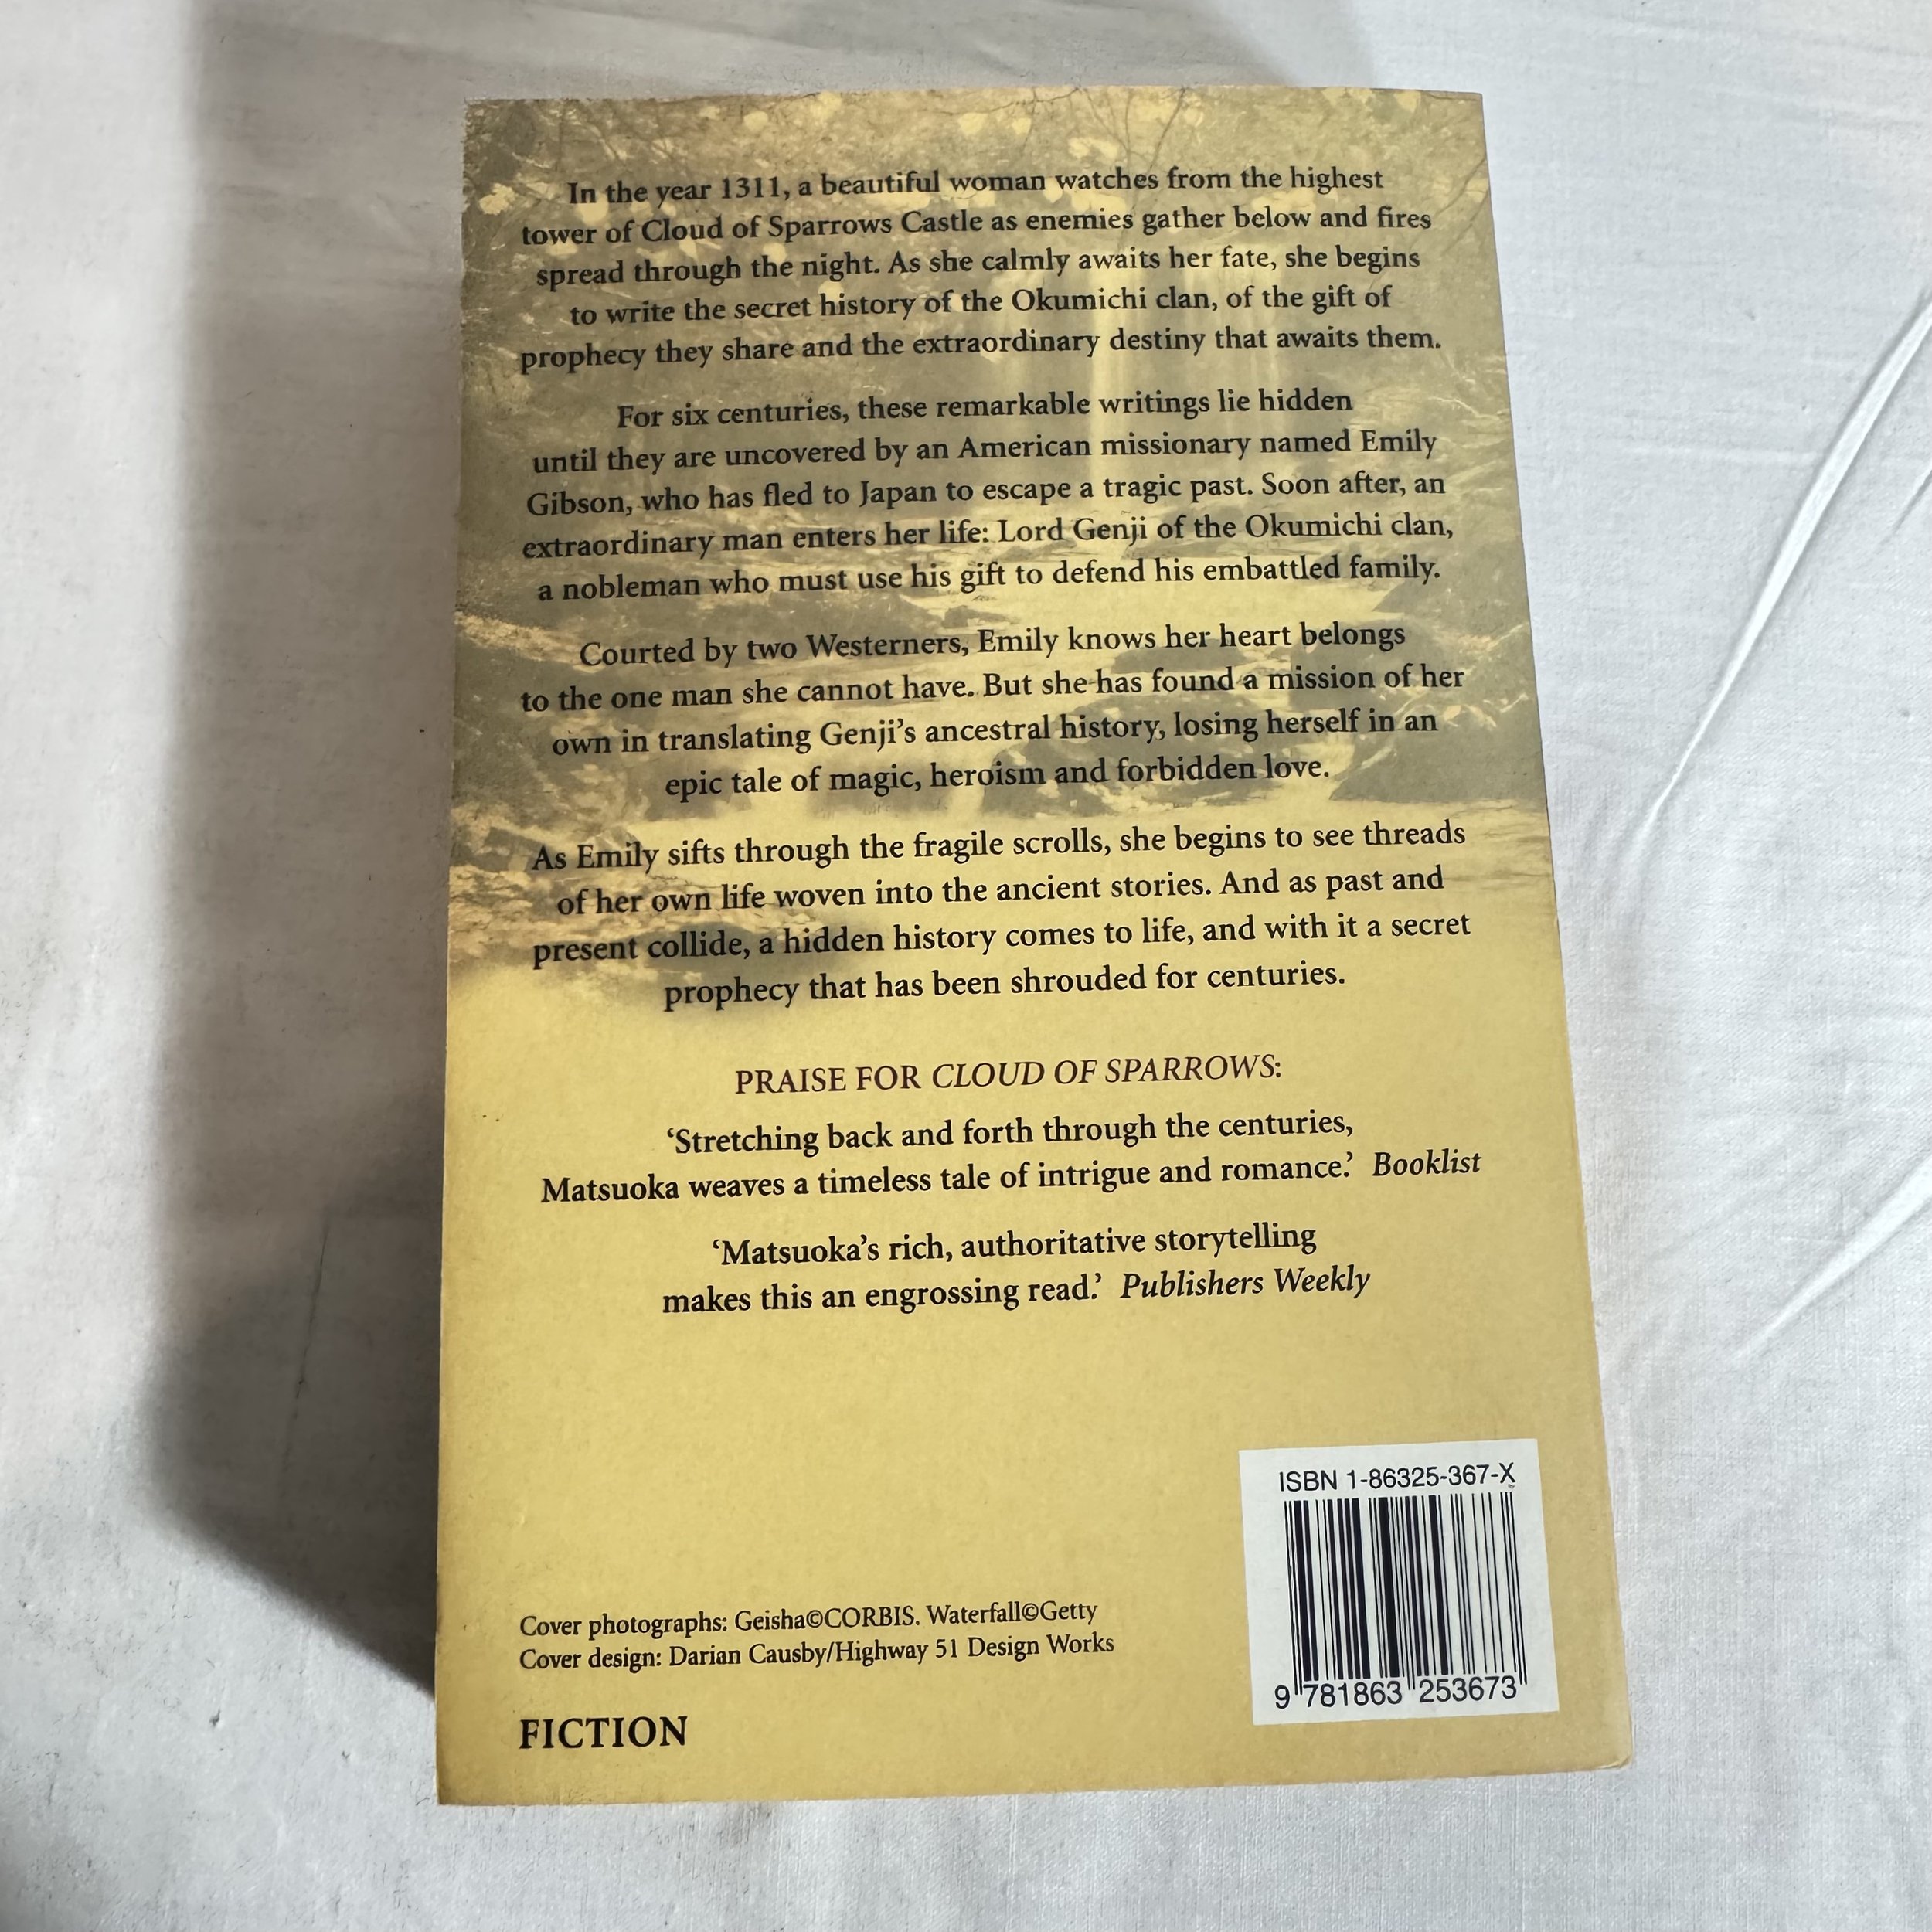 In the year 1311, a beautiful woman watches from the highest
tower of Cloud of Sparrows Castle as enemies gather below and fires
spread through the night. As she calmly awaits her fate, she begins
to write the secret history of the Okumichi clan, of the gift of
prophecy they share and the extraordinary destiny that awaits them.
For six centuries, these remarkable writings lie hidden
until they are uncovered by an American missionary named Emily
Gibson, who has fled to Japan to escape a tragic past. Soon after, an
extraordinary man enters her life: Lord Genji of the Okumichi clan,
a nobleman who must use his gift to defend his embattled family.
Courted by two Westerners, Emily knows her heart belongs
to the one man she cannot have. But she has found a mission of her
own in translating Genji’s ancestral history, losing herself in an
epic tale of magic, heroism and forbidden love.
As Emily sifts through the fragile scrolls, she begins to see threads
of her own life woven into the ancient stories. And as past and
present collide, a hidden history comes to life, and with it a secret
prophecy that has been shrouded for centuries.
PRAISE FOR CLOUD OF SPARROWS:
‘Stretching back and forth through the centuries,
Matsuoka weaves a timeless tale of intrigue and romance.’ Booklist
‘Matsuoka’s rich, authoritative storytelling
makes this an engrossing read.’ Publishers Weekly
ISBN 1-86325-367-X
9 781863 253673
Cover photographs: Geisha©CORBIS. Waterfall©Getty
Cover design: Darian Causby/Highway 51 Design Works
FICTION